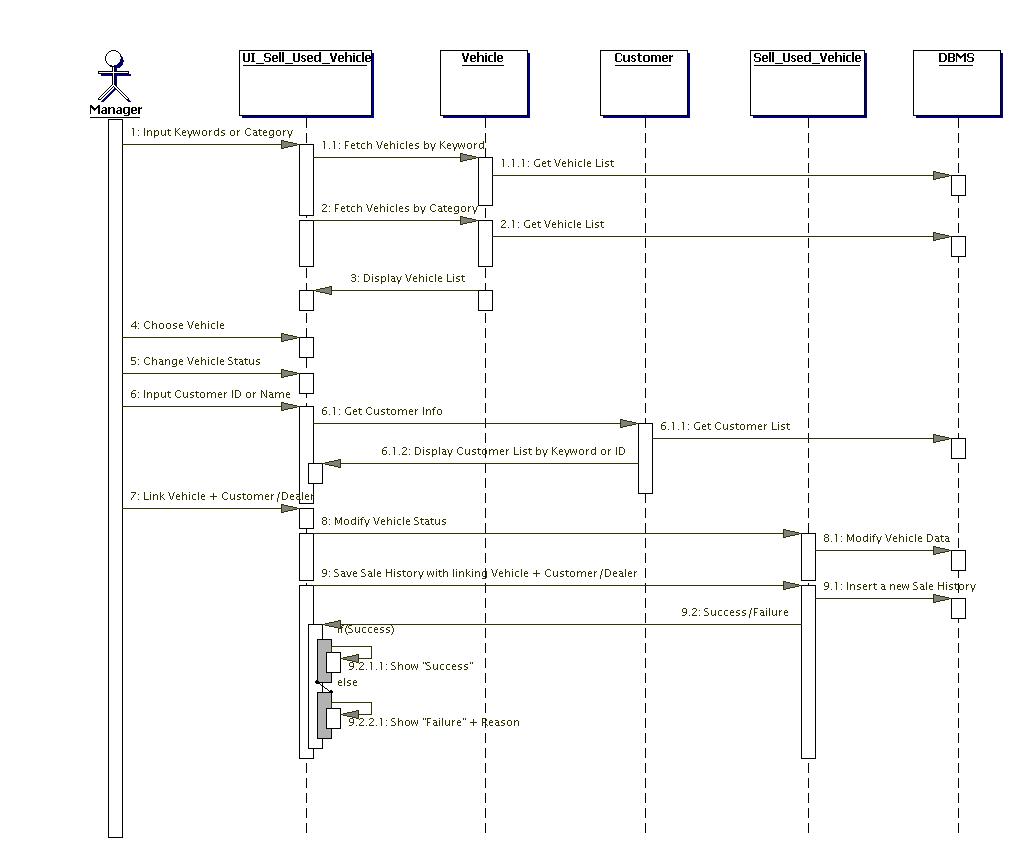 Manager
UI_Sell_Used_Vehicle
Vehicle
Customer
Sell_Used_Vehicle
DBMS
1: Input Keywords or Category
1.1: Fetch Vehicles by Keyword
1.1.1: Get Vehicle List
2: Fetch Vehicles by Category
2.1: Get Vehicle List
3: Display Vehicle List
4: Choose Vehicle
5: Change Vehicle Status
6: Input Customer ID or Name
6.1: Get Customer Info
6.1.1: Get Customer List
6.1.2: Display Customer List by Keyword or ID
7: Link Vehicle + Customer/Dealer
8: Modify Vehicle Status
8.1: Modify Vehicle Data
9: Save Sale History with linking Vehicle + Customer/Dealer
9.1: Insert a new Sale History
9.2: Success/Failure
if(Success)
9.2.1.1: Show "Success"
else
9.2.2.1: Show "Failure" + Reason